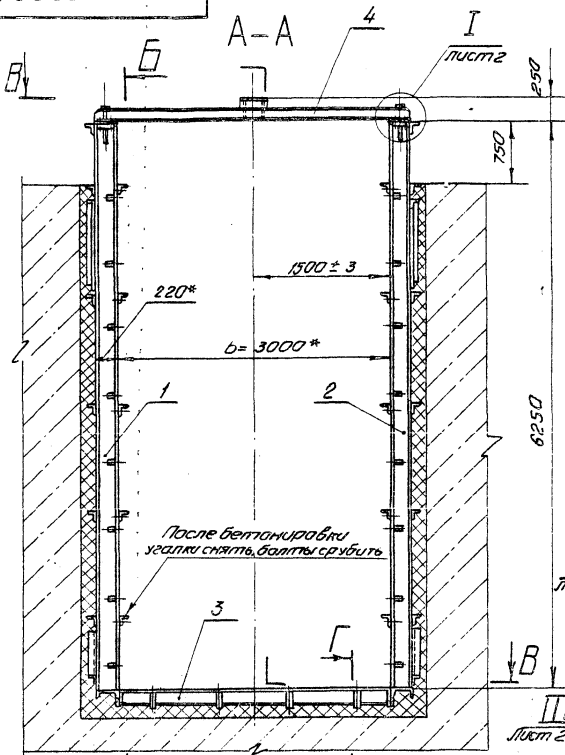 А-А
4
I
лист 2
Б
В
250
750
1500 ± 3
220*
b= 3000*
1
2
6250
После бетонировки
уголки снять, болты срубить
3
Г
В
II
Лист 2